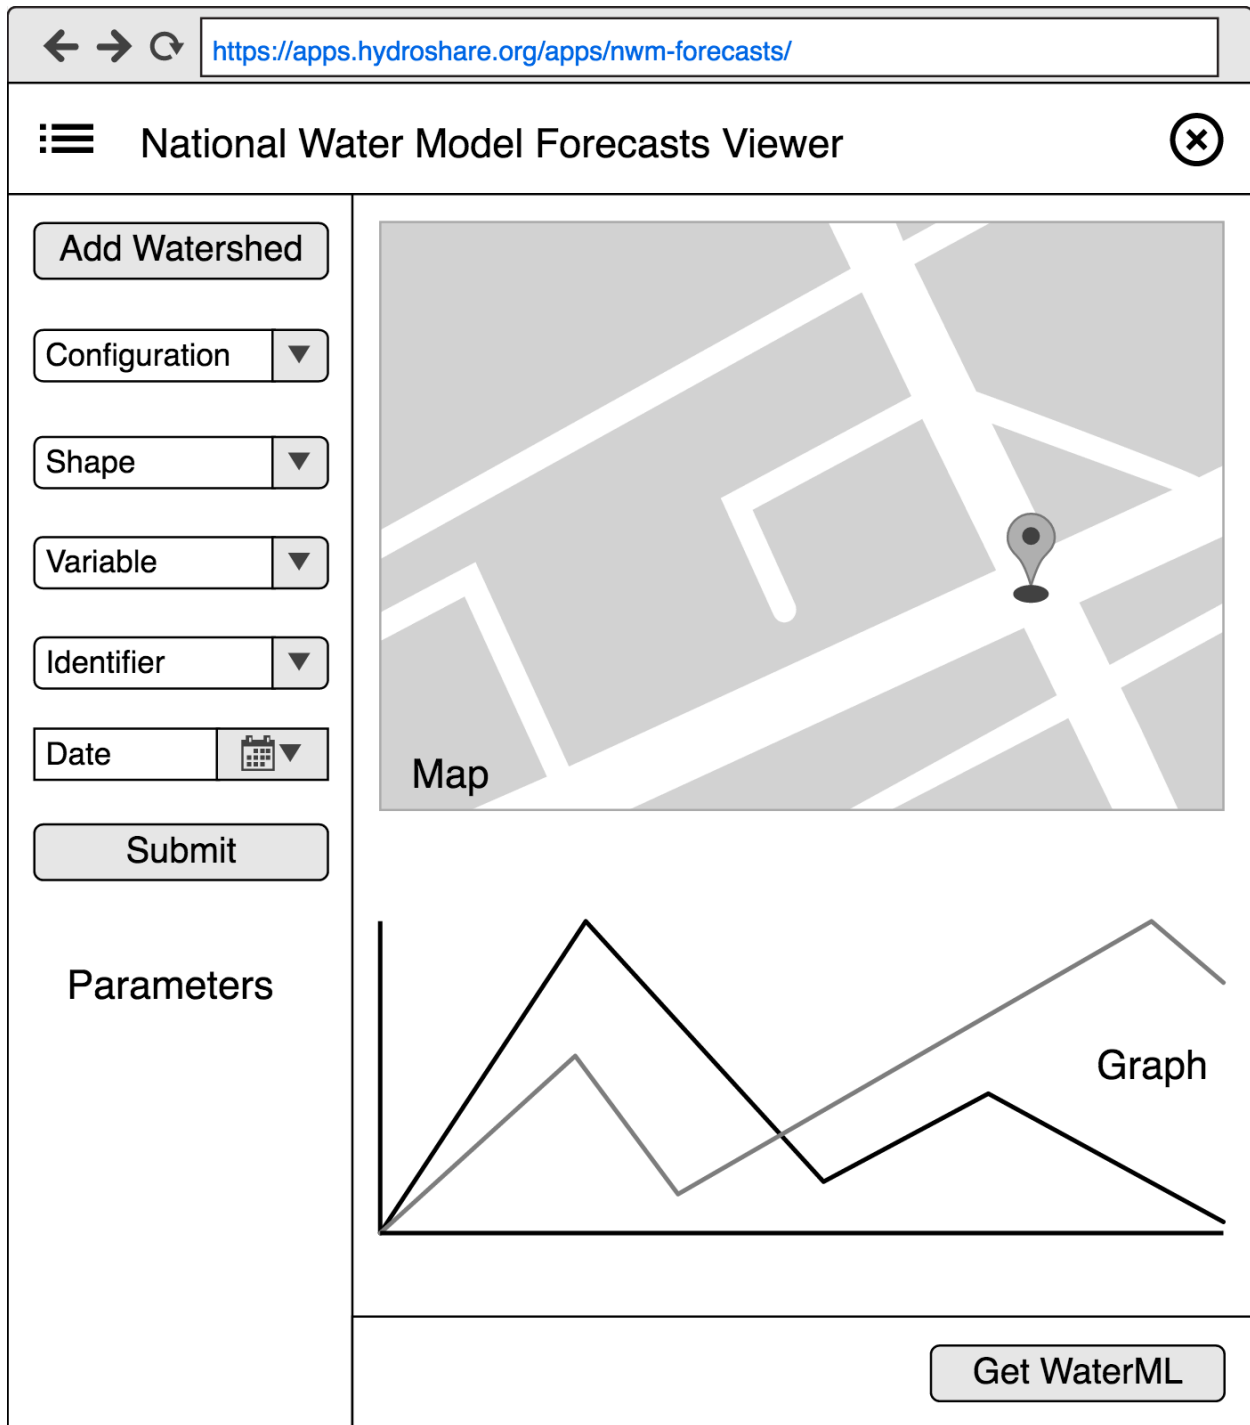 https://apps.hydroshare.org/apps/nwm-forecasts/
National Water Model Forecasts Viewer
Add Watershed
Configuration
Shape
Variable
Identifier
Date
Submit
Parameters
Map
Graph
Get WaterML